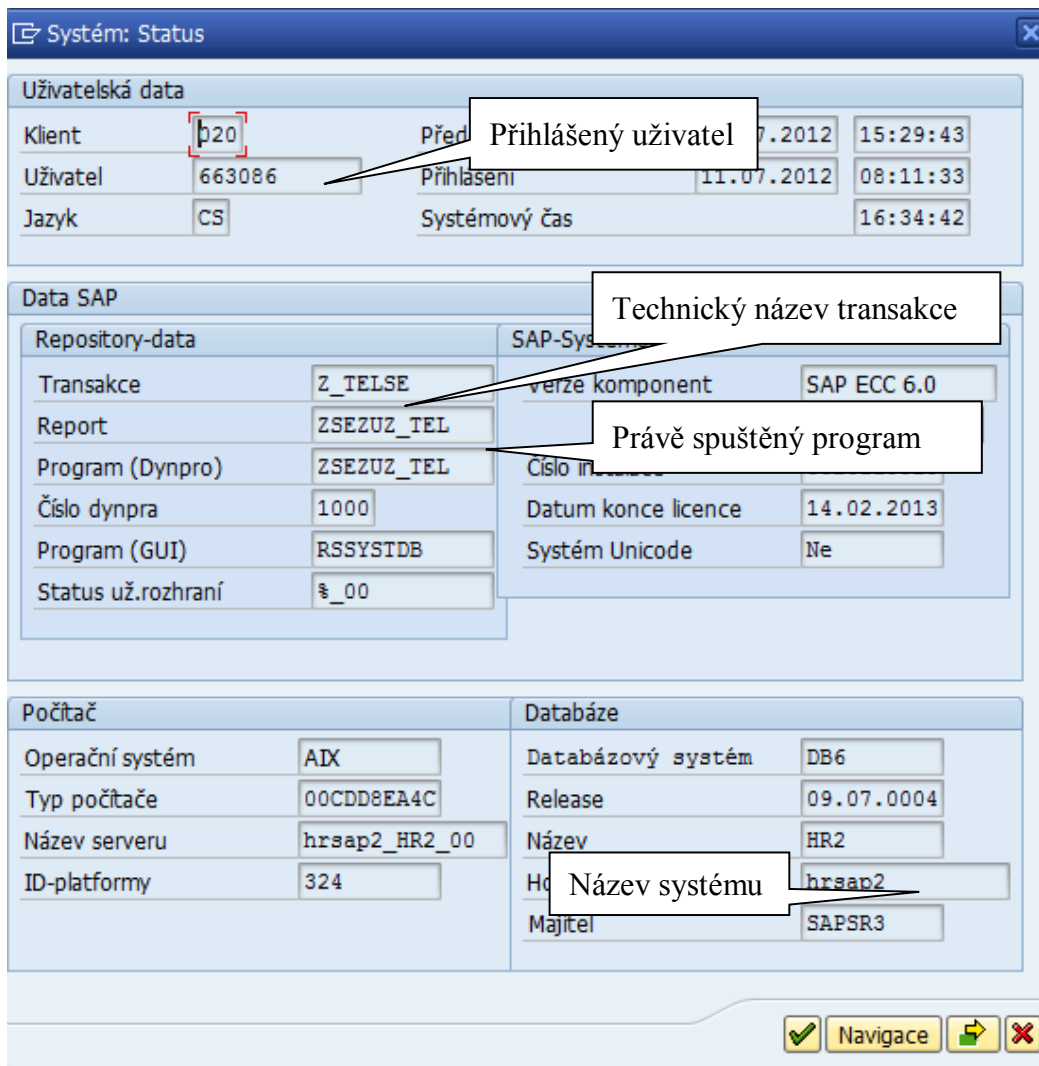 Systém: Status
Uživatelská data
Klient 020
Přihlášený uživatel
.2012 15:29:43
Uživatel 663086
Přihlášení 11.07.2012 08:11:33
Jazyk CS
Systémový čas 16:34:42
Data SAP
Technický název transakce
Repository-data
Transakce Z_TELSE
Verze komponent SAP ECC 6.0
Report ZSEZUZ_TEL
Právě spuštěný program
Program (Dynpro) ZSEZUZ_TEL
Číslo instalace
Číslo dynpra 1000
Datum konce licence 14.02.2013
Program (GUI) RSSYSTDB
Systém Unicode Ne
Status už.rozhraní %_00
Počítač
Databáze
Operační systém AIX
Databázový systém DB6
Typ počítače 00CDD8EA4C
Release 09.07.0004
Název serveru hrsap2_HR2_00
Název HR2
ID-platformy 324
Název systému
hrsap2
Majitel SAPSR3
Navigace